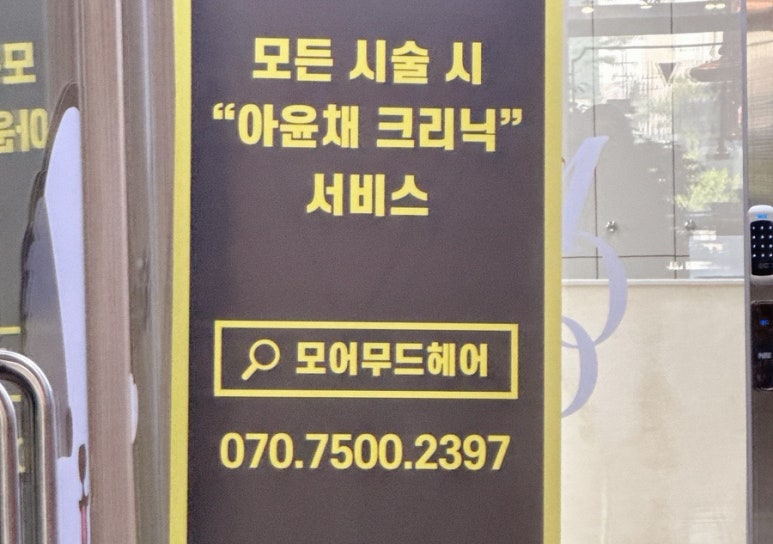 모든 시술 시
“아윤채 크리닉”
서비스
모어무드헤어
070.7500.2397